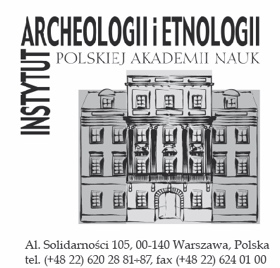 INSTYTUT
ARCHEOLOGII i ETNOLOGII
POLSKIEJ AKADEMII NAUK
Al. Solidarności 105, 00-140 Warszawa, Polska
tel. (+48 22) 620 28 81÷87, fax (+48 22) 624 01 00